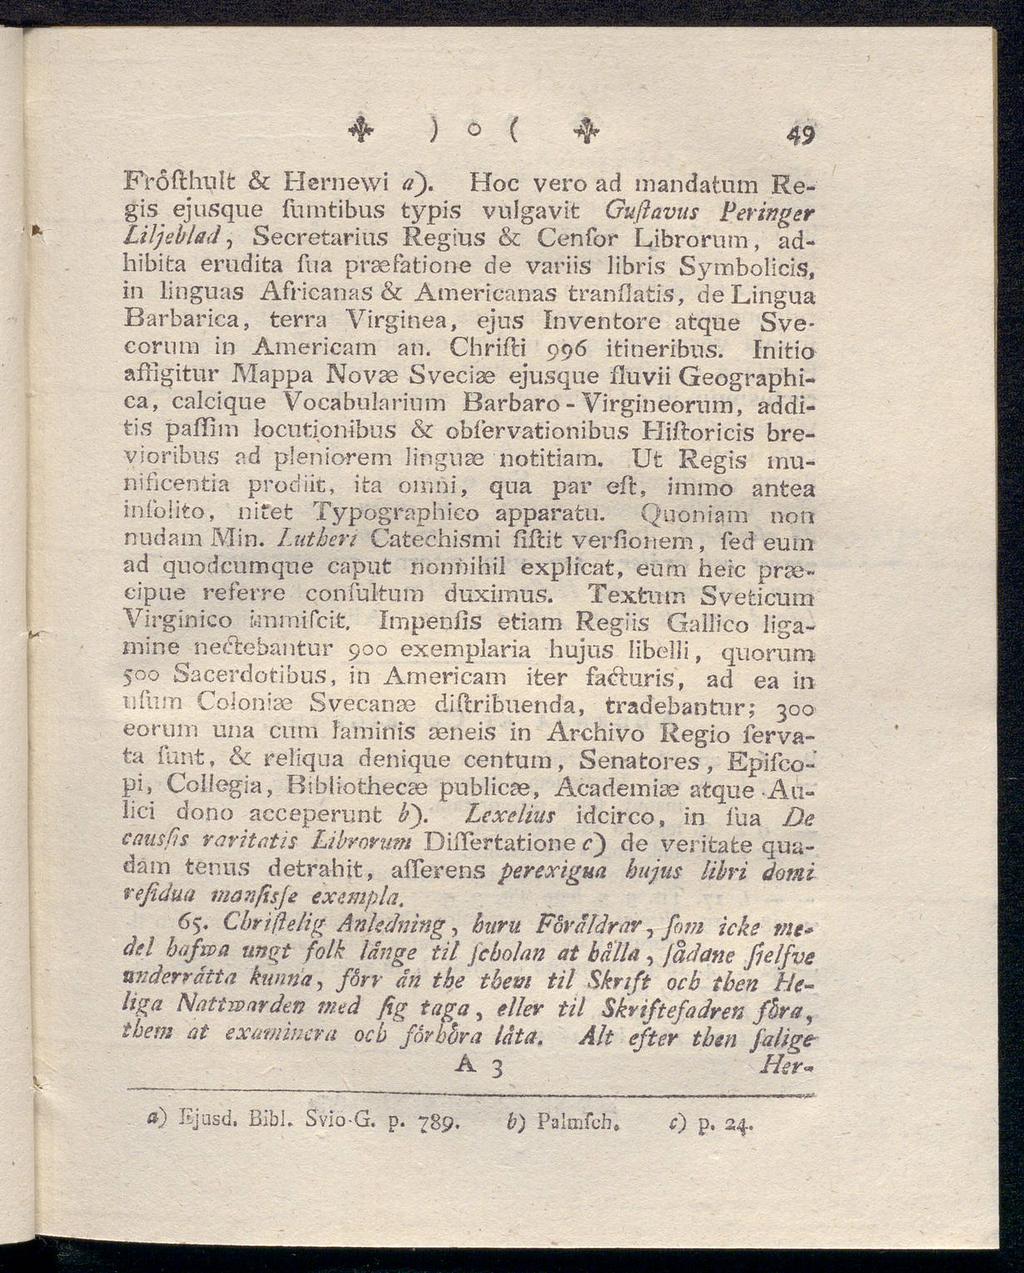 ) o ( 49
Fröſthult & Hernewi a). Hoc vero ad mandatum Re-
gis ejusque ſumtibus typis vulgavit Guſtavus Peringer
Liljeblad, Secretarius Regius & Cenſor Librorum, ad-
hibita erudita ſua præfatione de variis libris Symbolicis,
in linguas Africanas & Americanas tranſlatis, de Lingua
Barbarica, terra Virginea, ejus Inventore atque Sve-
corum in Americam an. Chriſti 996 itineribus. Initio
affigitur Mappa Novæ Sveciæ ejusque fluvii Geographi-
ca, calcique Vocabularium Barbaro-Virgineorum, addi-
tis paſſim locutionibus & obſervationibus Hiſtoricis bre-
vioribus ad pleniorem linguæ notitiam. Ut Regis mu-
nificentia prodiit, ita omni, qua par eſt, immo antea
inſolito, nitet Typographico apparatu. Quoniam non
nudam Min. Lutheri Catechismi ſiſtit verſionem, ſed eum
ad quodcumque caput nonnihil explicat, eum heic præ-
cipue referre conſultum duximus. Textum Sveticum
Virginico immiſcit. Impenſis etiam Regiis Gallico liga-
mine nectebantur 900 exemplaria hujus libelli, quorum
500 Sacerdotibus, in Americam iter facturis, ad ea in
uſum Coloniæ Svecanæ diſtribuenda, tradebantur; 300
eorum una cum laminis æneis in Archivo Regio ſerva-
ta ſunt, & reliqua denique centum, Senatores, Epiſco-
pi, Collegia, Bibliothecæ publicæ, Academiæ atque Au-
lici dono acceperunt b). Lexelius idcirco, in ſua De
causſis raritatis Librorum Diſſertatione c) de veritate qua-
dam tenus detrahit, aſſerens perexigua hujus libri domi
reſidua manſisſe exempla.
65. Chriſtelig Anledning, huru Föräldrar, ſom icke me-
del hafwa ungt folk länge til ſcholan at hålla, ſådane ſielfve
underrätta kunna, förr än the them til Skrift och then He-
liga Nattwarden med ſig taga, eller til Skriftefadren föra,
them at examinera och förhöra låta. Alt efter then ſalige
A 3 Her-
a) Ejusd. Bibl. Svio-G. p. 789. b) Palmſch. c) p. 24.